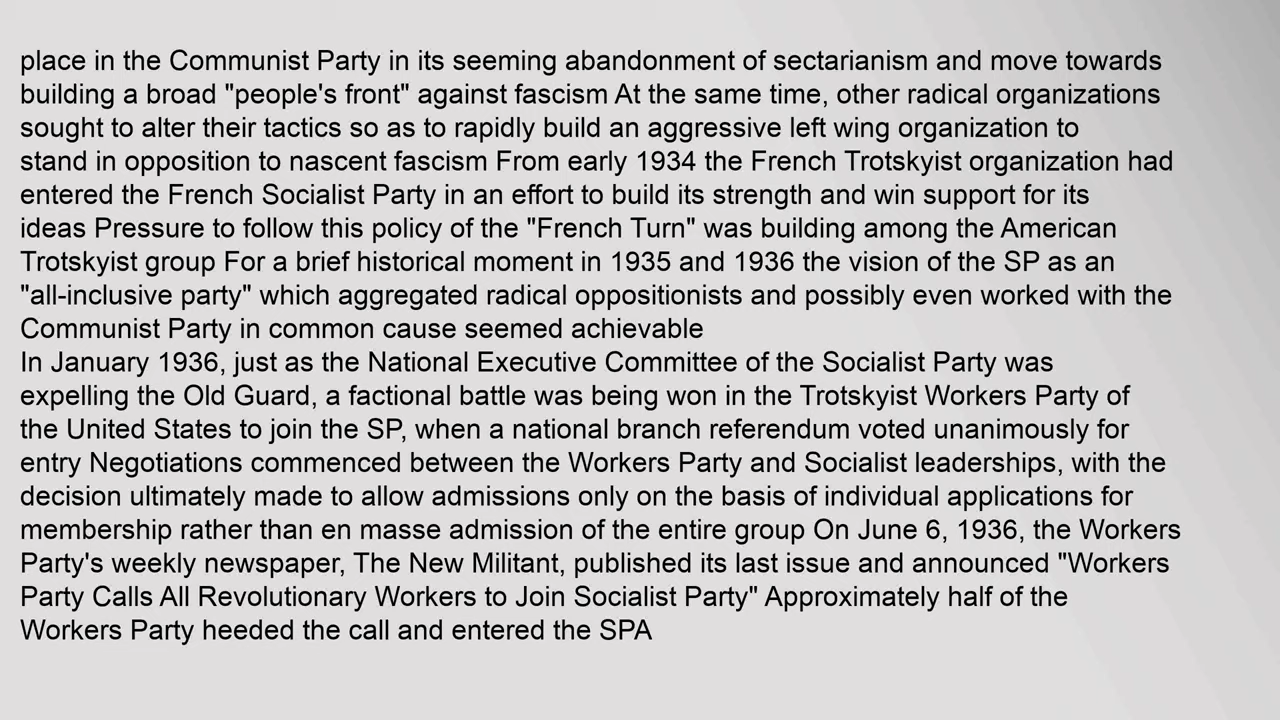 place in the Communist Party in its seeming abandonment of sectarianism and move towards
building a broad "people's front" against fascism At the same time, other radical organizations
sought to alter their tactics so as to rapidly build an aggressive left wing organization to
stand in opposition to nascent fascism From early 1934 the French Trotskyist organization had
entered the French Socialist Party in an effort to build its strength and win support for its
ideas Pressure to follow this policy of the "French Turn" was building among the American
Trotskyist group For a brief historical moment in 1935 and 1936 the vision of the SP as an
"all-inclusive party" which aggregated radical oppositionists and possibly even worked with the
Communist Party in common cause seemed achievable
In January 1936, just as the National Executive Committee of the Socialist Party was
expelling the Old Guard, a factional battle was being won in the Trotskyist Workers Party of
the United States to join the SP, when a national branch referendum voted unanimously for
entry Negotiations commenced between the Workers Party and Socialist leaderships, with the
decision ultimately made to allow admissions only on the basis of individual applications for
membership rather than en masse admission of the entire group On June 6, 1936, the Workers
Party's weekly newspaper, The New Militant, published its last issue and announced "Workers
Party Calls All Revolutionary Workers to Join Socialist Party" Approximately half of the
Workers Party heeded the call and entered the SPA